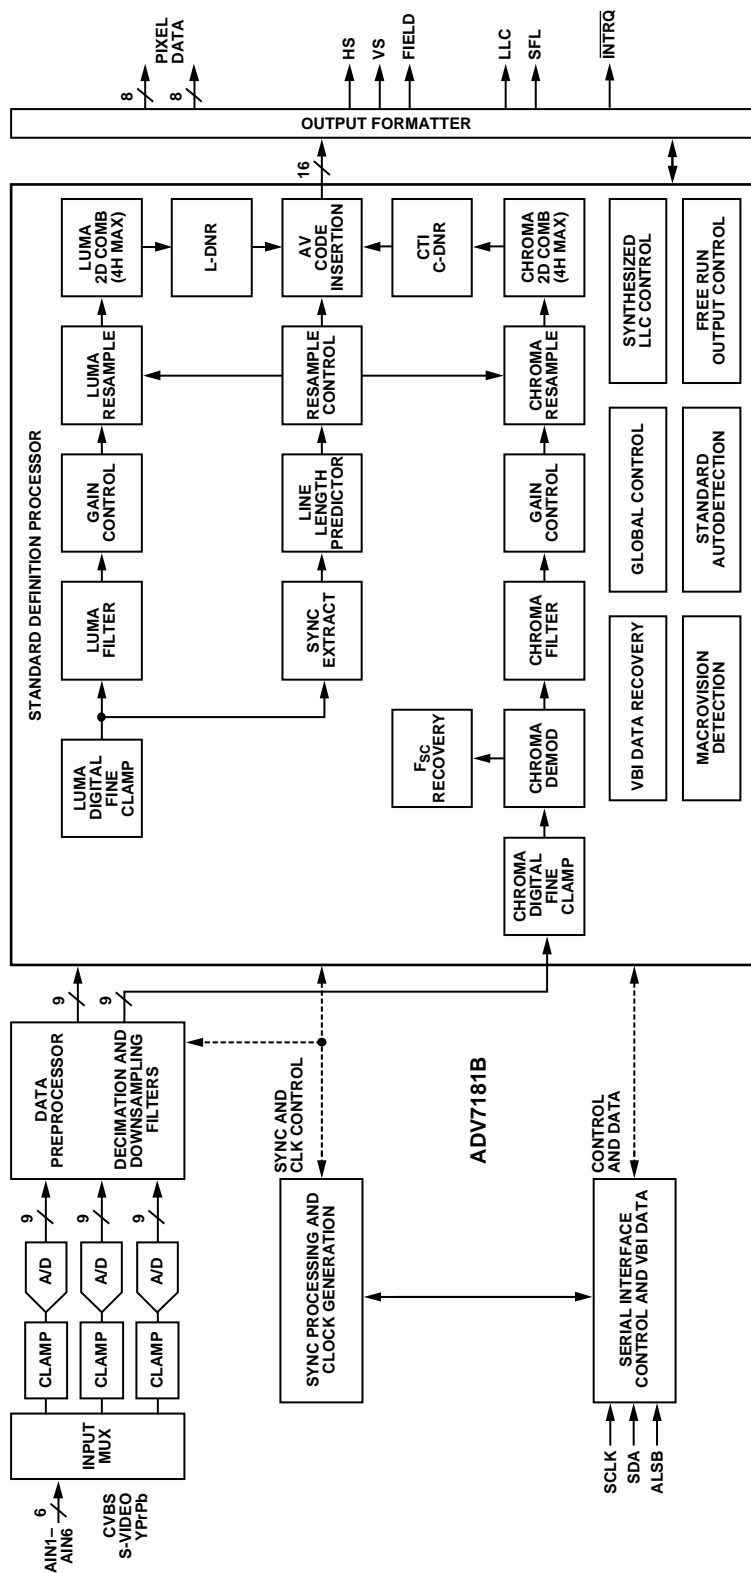 AIN1–
AIN6
6
CVBS
S-VIDEO
YPrPb
INPUT
MUX
CLAMP
A/D
9
CLAMP
A/D
9
CLAMP
A/D
9
DATA
PREPROCESSOR
DECIMATION AND
DOWNSAMPLING
FILTERS
9
9
SYNC PROCESSING AND
CLOCK GENERATION
SYNC AND
CLK CONTROL
ADV7181B
SCLK
SDA
ALSB
SERIAL INTERFACE
CONTROL AND VBI DATA
CONTROL
AND DATA
STANDARD DEFINITION PROCESSOR
LUMA
DIGITAL
FINE
CLAMP
LUMA
FILTER
GAIN
CONTROL
LUMA
RESAMPLE
LUMA
2D COMB
(4H MAX)
L-DNR
SYNC
EXTRACT
LINE
LENGTH
PREDICTOR
RESAMPLE
CONTROL
AV
CODE
INSERTION
16
FSC
RECOVERY
CTI
C-DNR
CHROMA
DIGITAL
FINE
CLAMP
CHROMA
DEMOD
CHROMA
FILTER
GAIN
CONTROL
CHROMA
RESAMPLE
CHROMA
2D COMB
(4H MAX)
VBI DATA RECOVERY
GLOBAL CONTROL
SYNTHESIZED
LLC CONTROL
MACROVISION
DETECTION
STANDARD
AUTODETECTION
FREE RUN
OUTPUT CONTROL
OUTPUT FORMATTER
8
8
PIXEL
DATA
HS
VS
FIELD
LLC
SFL
INTRQ